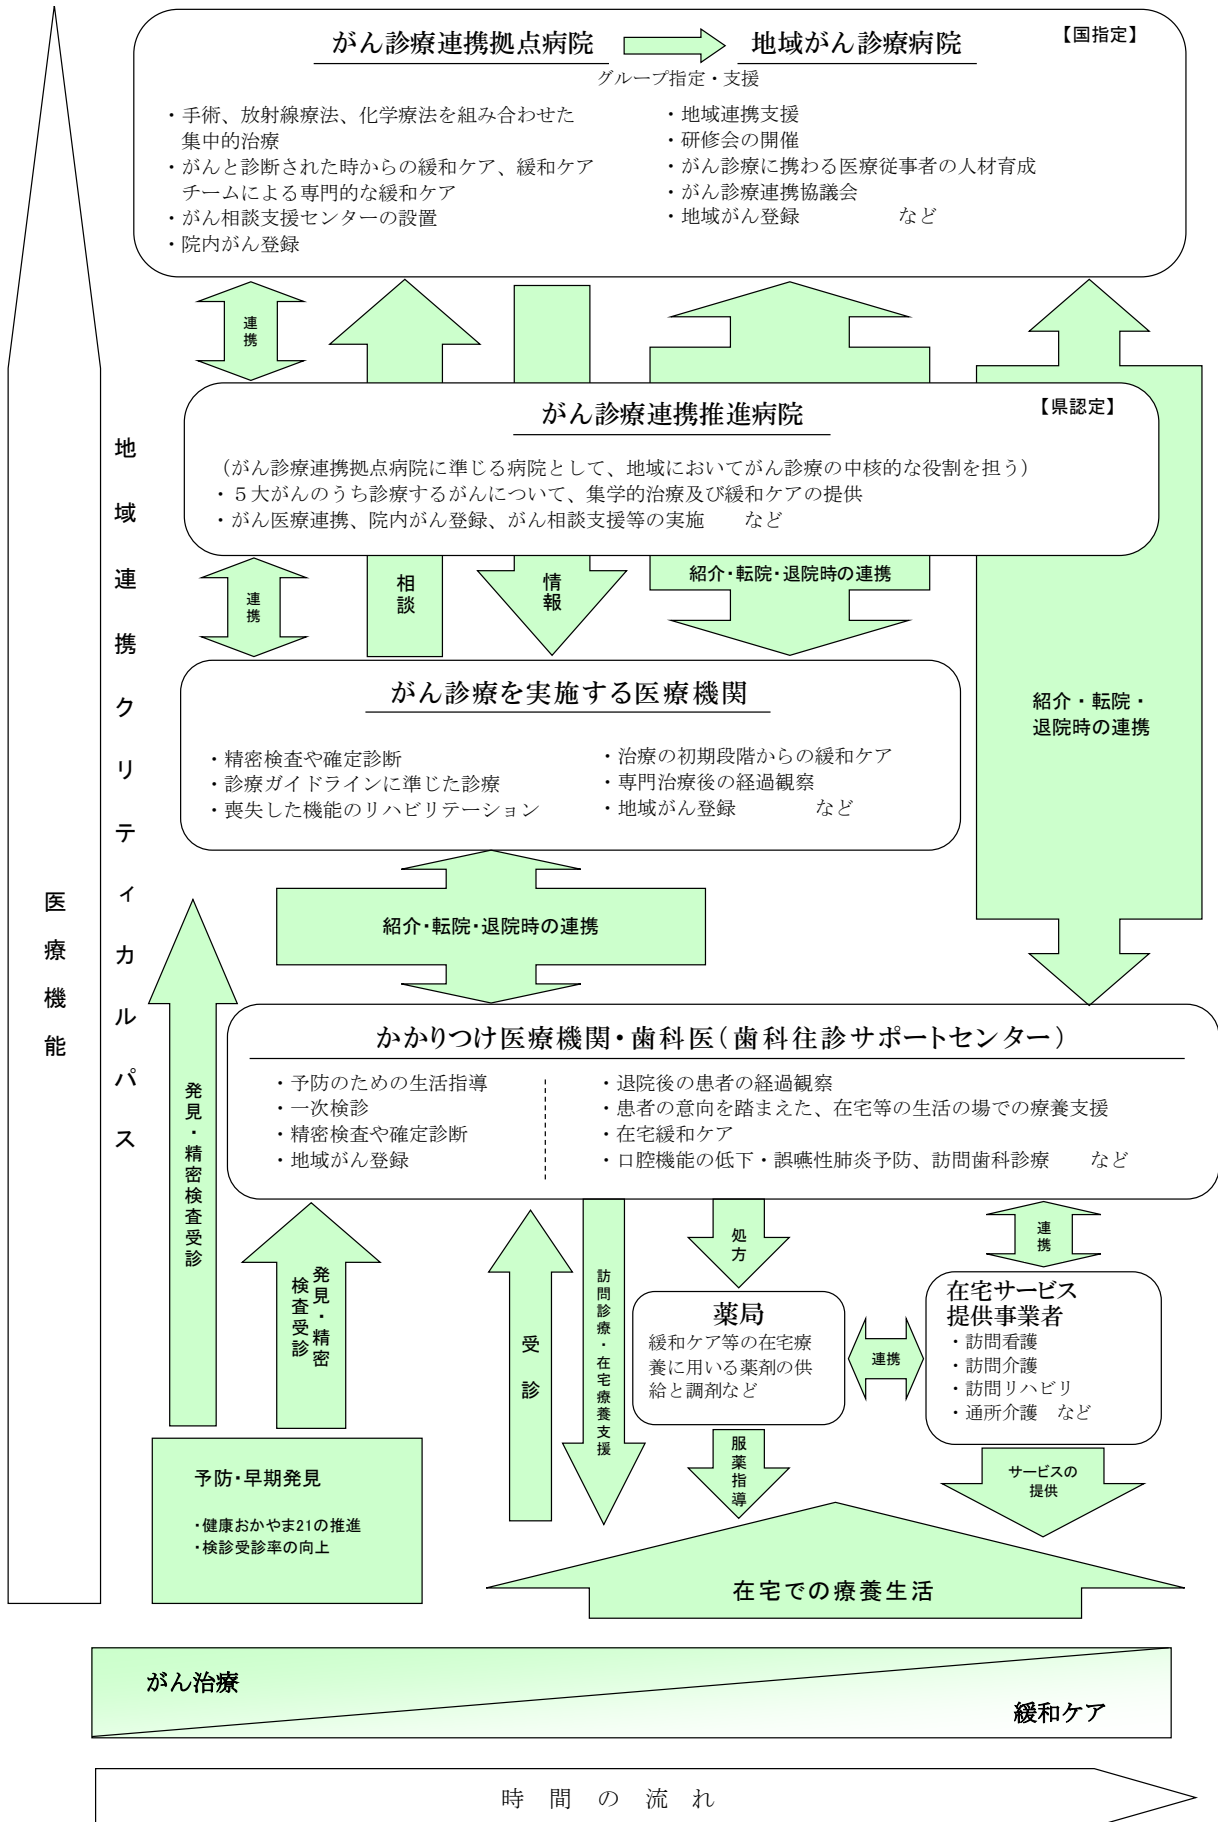 がん診療連携拠点病院
地域がん診療病院
【国指定】
グループ指定・支援
・手術、放射線療法、化学療法を組み合わせた
集中的治療
・がんと診断された時からの緩和ケア、緩和ケア
チームによる専門的な緩和ケア
・がん相談支援センターの設置
・院内がん登録
・地域連携支援
・研修会の開催
・がん診療に携わる医療従事者の人材育成
・がん診療連携協議会
・地域がん登録 など
連携
がん診療連携推進病院
【県認定】
(がん診療連携拠点病院に準じる病院として、地域においてがん診療の中核的な役割を担う)
・５大がんのうち診療するがんについて、集学的治療及び緩和ケアの提供
・がん医療連携、院内がん登録、がん相談支援等の実施 など
連携
相談
情報
紹介・転院・退院時の連携
紹介・転院・
退院時の連携
がん診療を実施する医療機関
・精密検査や確定診断
・診療ガイドラインに準じた診療
・喪失した機能のリハビリテーション
・治療の初期段階からの緩和ケア
・専門治療後の経過観察
・地域がん登録 など
紹介・転院・退院時の連携
地域連携クリティカルパス
医療機能
かかりつけ医療機関・歯科医(歯科往診サポートセンター)
・予防のための生活指導
・一次検診
・精密検査や確定診断
・地域がん登録
・退院後の患者の経過観察
・患者の意向を踏まえた、在宅等の生活の場での療養支援
・在宅緩和ケア
・口腔機能の低下・誤嚥性肺炎予防、訪問歯科診療 など
発見・精密検査受診
発見・精密
検査受診
受診
訪問診療・在宅療養支援
処方
連携
薬局
緩和ケア等の在宅療
養に用いる薬剤の供
給と調剤など
連携
在宅サービス
提供事業者
・訪問看護
・訪問介護
・訪問リハビリ
・通所介護 など
服薬指導
サービスの
提供
予防・早期発見
・健康おかやま21の推進
・検診受診率の向上
在宅での療養生活
がん治療
緩和ケア
時間の流れ